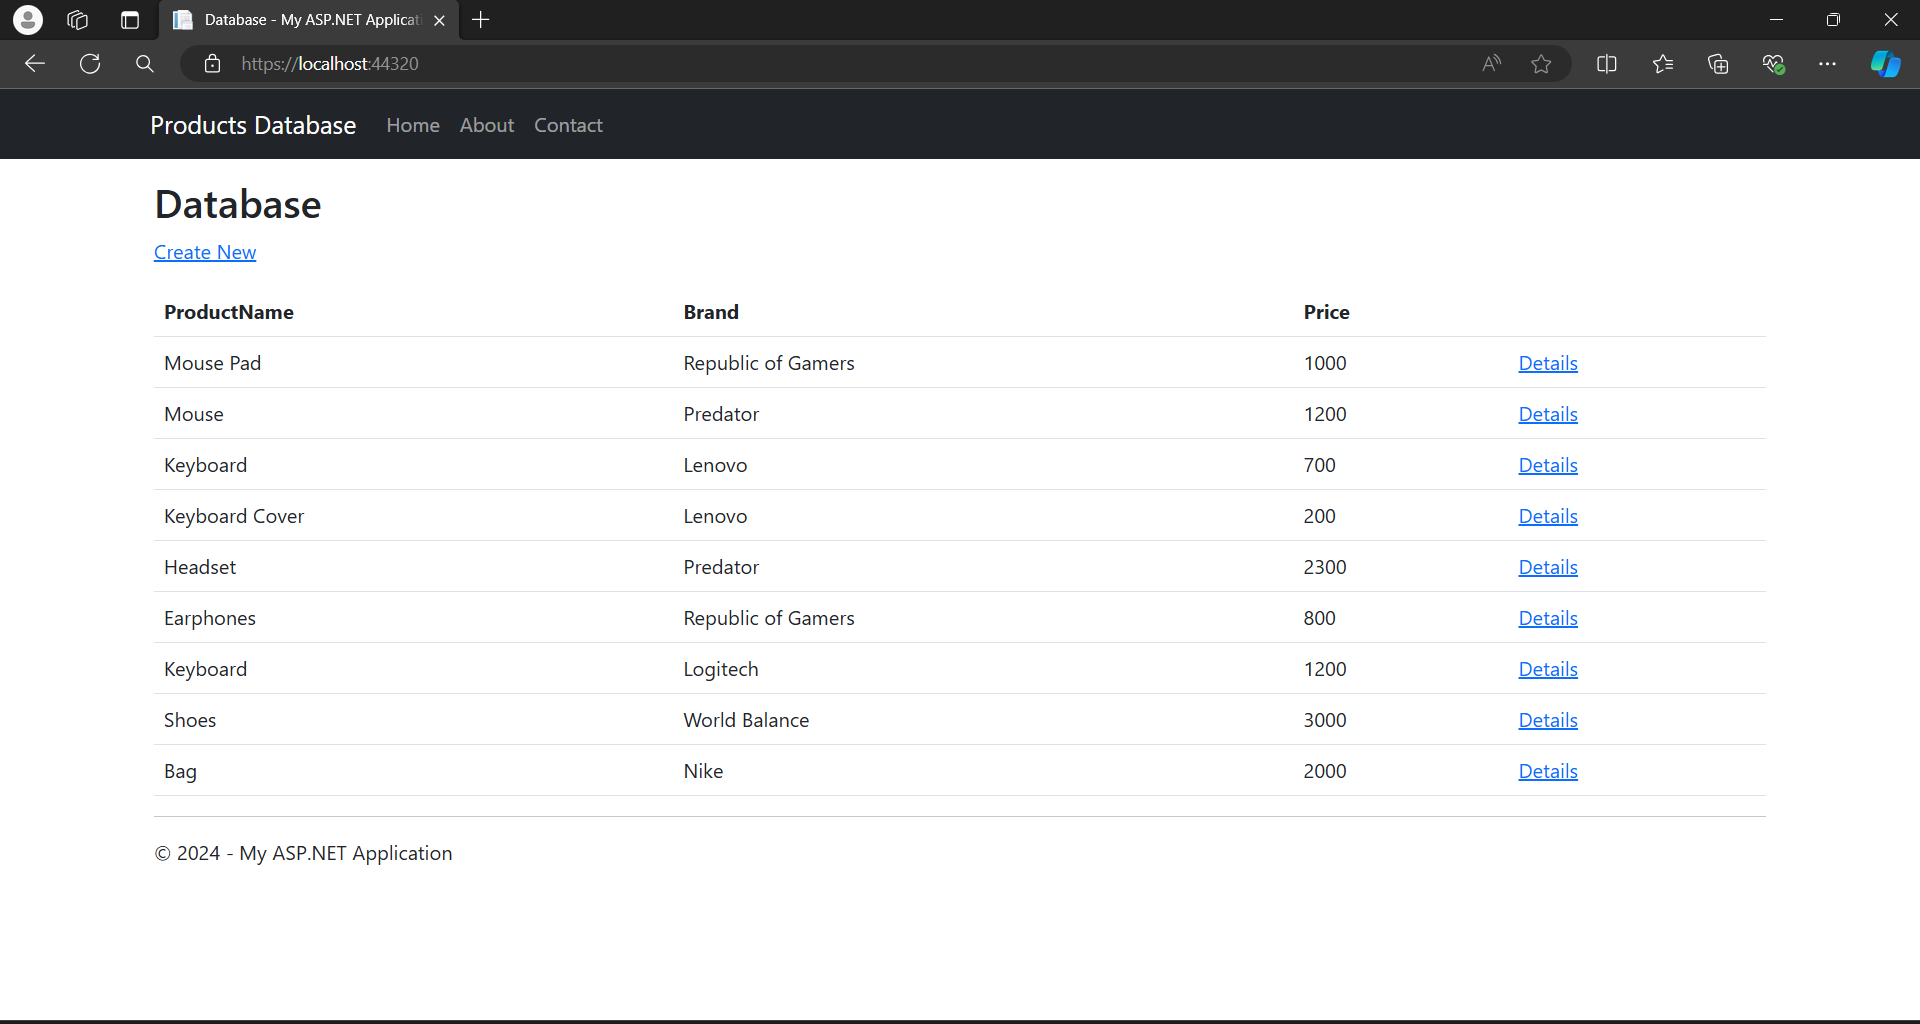 Database - My ASP.NET Applicati
https://localhost:44320
Products Database Home About Contact
Database
Create New
ProductName Brand Price
Mouse Pad Republic of Gamers 1000 Details
Mouse Predator 1200 Details
Keyboard Lenovo 700 Details
Keyboard Cover Lenovo 200 Details
Headset Predator 2300 Details
Earphones Republic of Gamers 800 Details
Keyboard Logitech 1200 Details
Shoes World Balance 3000 Details
Bag Nike 2000 Details
© 2024 - My ASP.NET Application